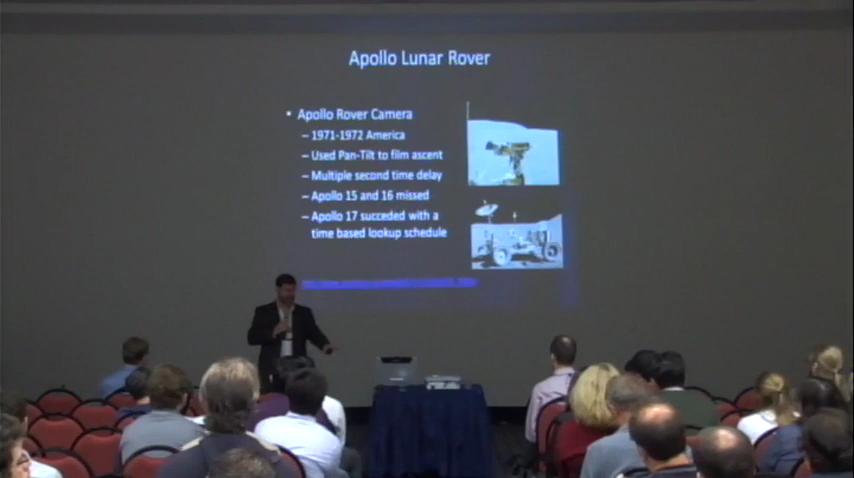 Apollo Lunar Rover
• Apollo Rover Camera
– 1971-1972 America
– Used Pan-Tilt to film ascent
– Multiple second time delay
– Apollo 15 and 16 missed
– Apollo 17 succeded with a
time based lookup schedule